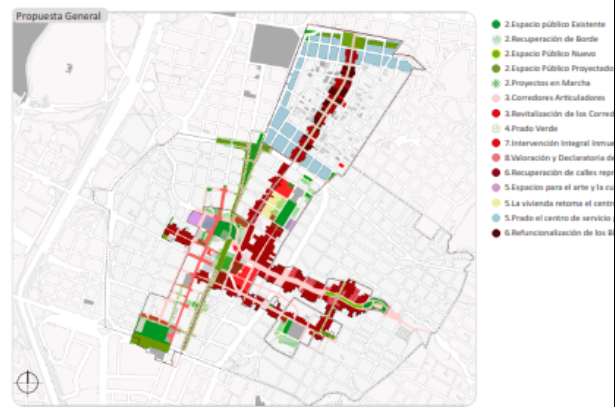 Propuesta General
2.Espacio público Existente
2.Recuperación de Borde
2.Espacio Público Nuevo
2.Espacio Público Proyectado
2.Proyectos en Marcha
3.Corredores Articuladores
3.Revitalización de los Corred
4.Prado Verde
7.Intervención Integral Inmue
8.Valoración y Declaratoria de
6.Recuperación de calles repr
5.Espacios para el arte y la cu
5.La vivienda retoma el centr
5.Prado el centro de servicio
6.Refuncionalización de los Bl